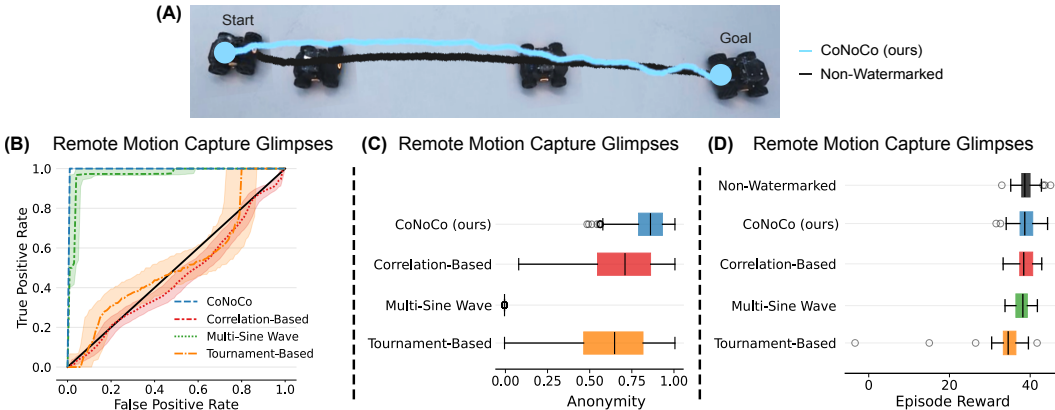 (A)
Start
Goal
CoNoCo (ours)
Non-Watermarked
(B) Remote Motion Capture Glimpses
True Positive Rate
1.0
0.8
0.6
0.4
0.2
0.0
CoNoCo
Correlation-Based
Multi-Sine Wave
Tournament-Based
0.0 0.2 0.4 0.6 0.8 1.0
False Positive Rate
(C) Remote Motion Capture Glimpses
CoNoCo (ours)
Correlation-Based
Multi-Sine Wave
Tournament-Based
0.00 0.25 0.50 0.75 1.00
Anonymity
(D) Remote Motion Capture Glimpses
Non-Watermarked
CoNoCo (ours)
Correlation-Based
Multi-Sine Wave
Tournament-Based
0 20 40
Episode Reward